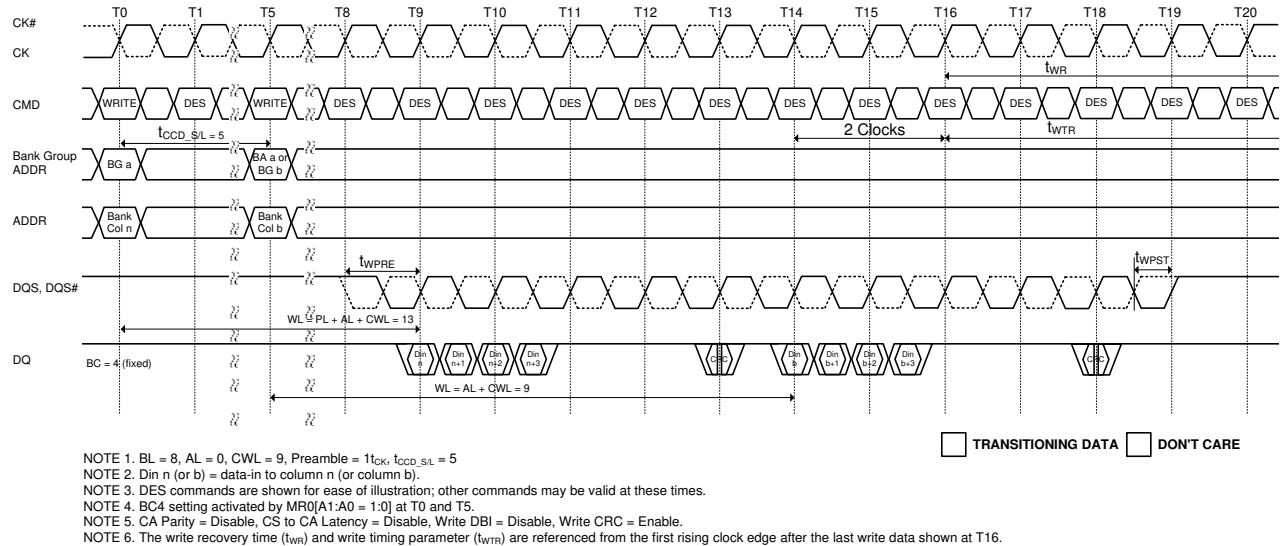 T0 T1 T5 T8 T9 T10 T11 T12 T13 T14 T15 T16 T17 T18 T19 T20
CK#
CK
tWR
CMD WRITE DES WRITE DES DES DES DES DES DES DES DES DES DES DES DES DES
tCCD_S/L = 5
2 Clocks
tWTR
Bank Group
ADDR
BG a
BA a or
BG b
ADDR
Bank
Col n
Bank
Col b
tWPRE
tWPST
DQS, DQS#
WL = PL + AL + CWL = 13
DQ
BC = 4 (fixed)
Din
n
Din
n+1
Din
n+2
Din
n+3
CRC
Din
b
Din
b+1
Din
b+2
Din
b+3
CRC
WL = AL + CWL = 9
TRANSITIONING DATA DON'T CARE
NOTE 1. BL = 8, AL = 0, CWL = 9, Preamble = 1tCK, tCCD_S/L = 5
NOTE 2. Din n (or b) = data-in to column n (or column b).
NOTE 3. DES commands are shown for ease of illustration; other commands may be valid at these times.
NOTE 4. BC4 setting activated by MR0[A1:A0 = 1:0] at T0 and T5.
NOTE 5. CA Parity = Disable, CS to CA Latency = Disable, Write DBI = Disable, Write CRC = Enable.
NOTE 6. The write recovery time (tWR) and write timing parameter (tWTR) are referenced from the first rising clock edge after the last write data shown at T16.